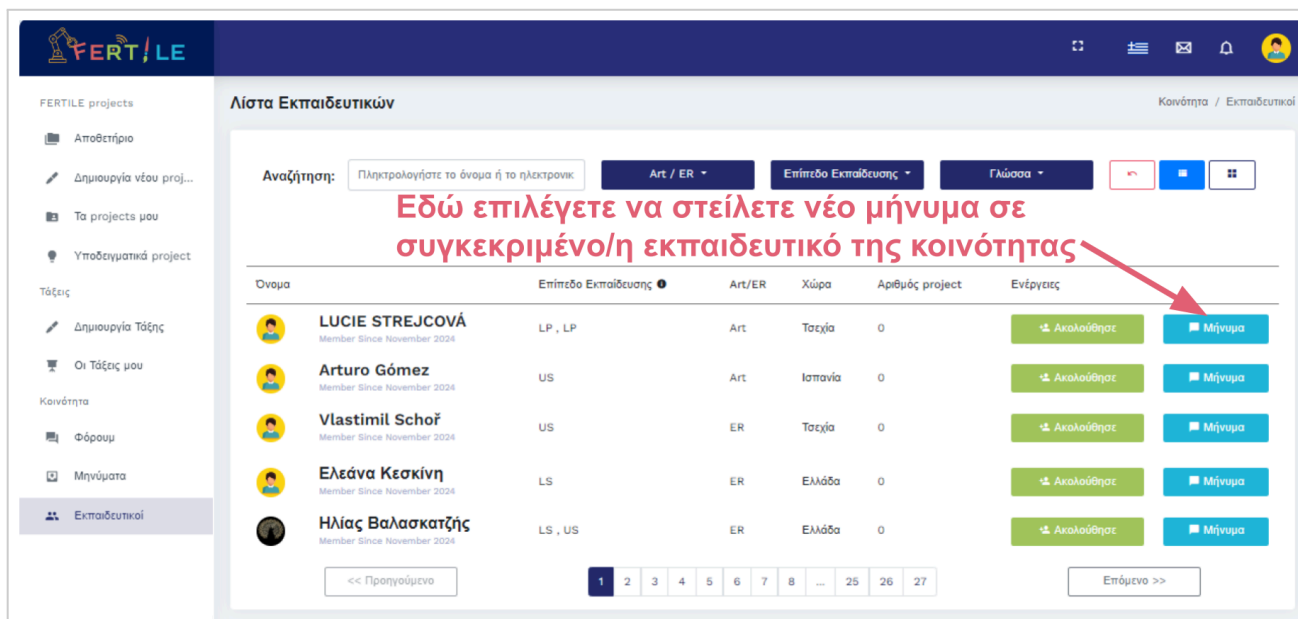 FERTILE
FERTILE projects
Αποθετήριο
Δημιουργία νέου proj...
Τα projects μου
Υποδειγματικά project
Τάξεις
Δημιουργία Τάξης
Οι Τάξεις μου
Κοινότητα
Φόρουμ
Μηνύματα
Εκπαιδευτικοί
Λίστα Εκπαιδευτικών
Κοινότητα / Εκπαιδευτικοί
Αναζήτηση: Πληκτρολογήστε το όνομα ή το ηλεκτρονικ Art / ER Επίπεδο Εκπαίδευσης Γλώσσα
Εδώ επιλέγετε να στείλετε νέο μήνυμα σε
συγκεκριμένο/η εκπαιδευτικό της κοινότητας
Όνομα Επίπεδο Εκπαίδευσης Art/ER Χώρα Αριθμός project Ενέργειες
LUCIE STREJCOVÁ LP , LP Art Τσεχία 0 Ακολούθησε Μήνυμα
Member Since November 2024
Arturo Gómez US Art Ισπανία 0 Ακολούθησε Μήνυμα
Member Since November 2024
Vlastimil Schoř US ER Τσεχία 0 Ακολούθησε Μήνυμα
Member Since November 2024
Ελεάνα Κεσκίνη LS ER Ελλάδα 0 Ακολούθησε Μήνυμα
Member Since November 2024
Ηλίας Βαλασκατζής LS , US ER Ελλάδα 0 Ακολούθησε Μήνυμα
Member Since November 2024
<< Προηγούμενο 1 2 3 4 5 6 7 8 ... 25 26 27 Επόμενο >>